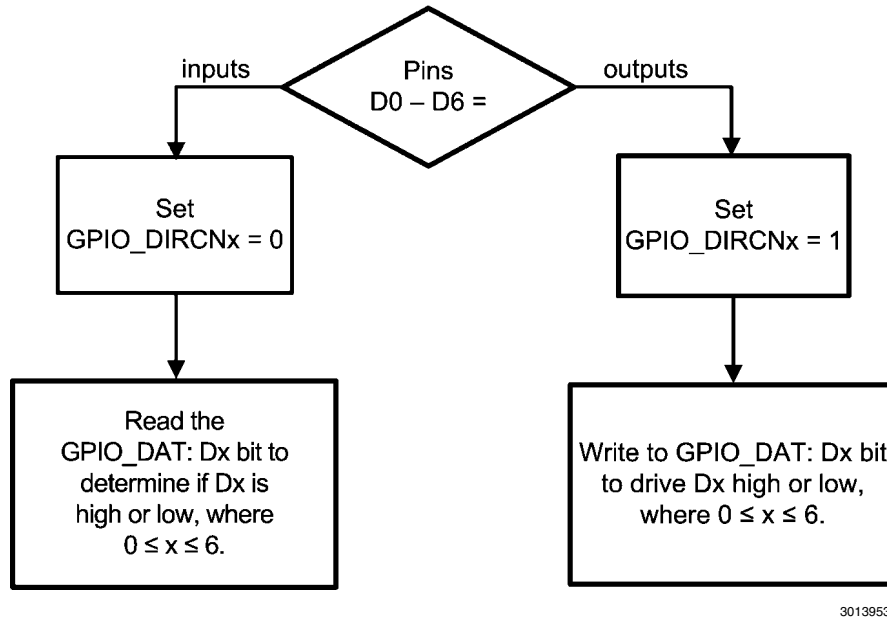 inputs
Pins
D0 – D6 =
outputs
Set
GPIO_DIRCNx = 0
Set
GPIO_DIRCNx = 1
Read the
GPIO_DAT: Dx bit to
determine if Dx is
high or low, where
0 ≤ x ≤ 6.
Write to GPIO_DAT: Dx bit
to drive Dx high or low,
where 0 ≤ x ≤ 6.
3013953